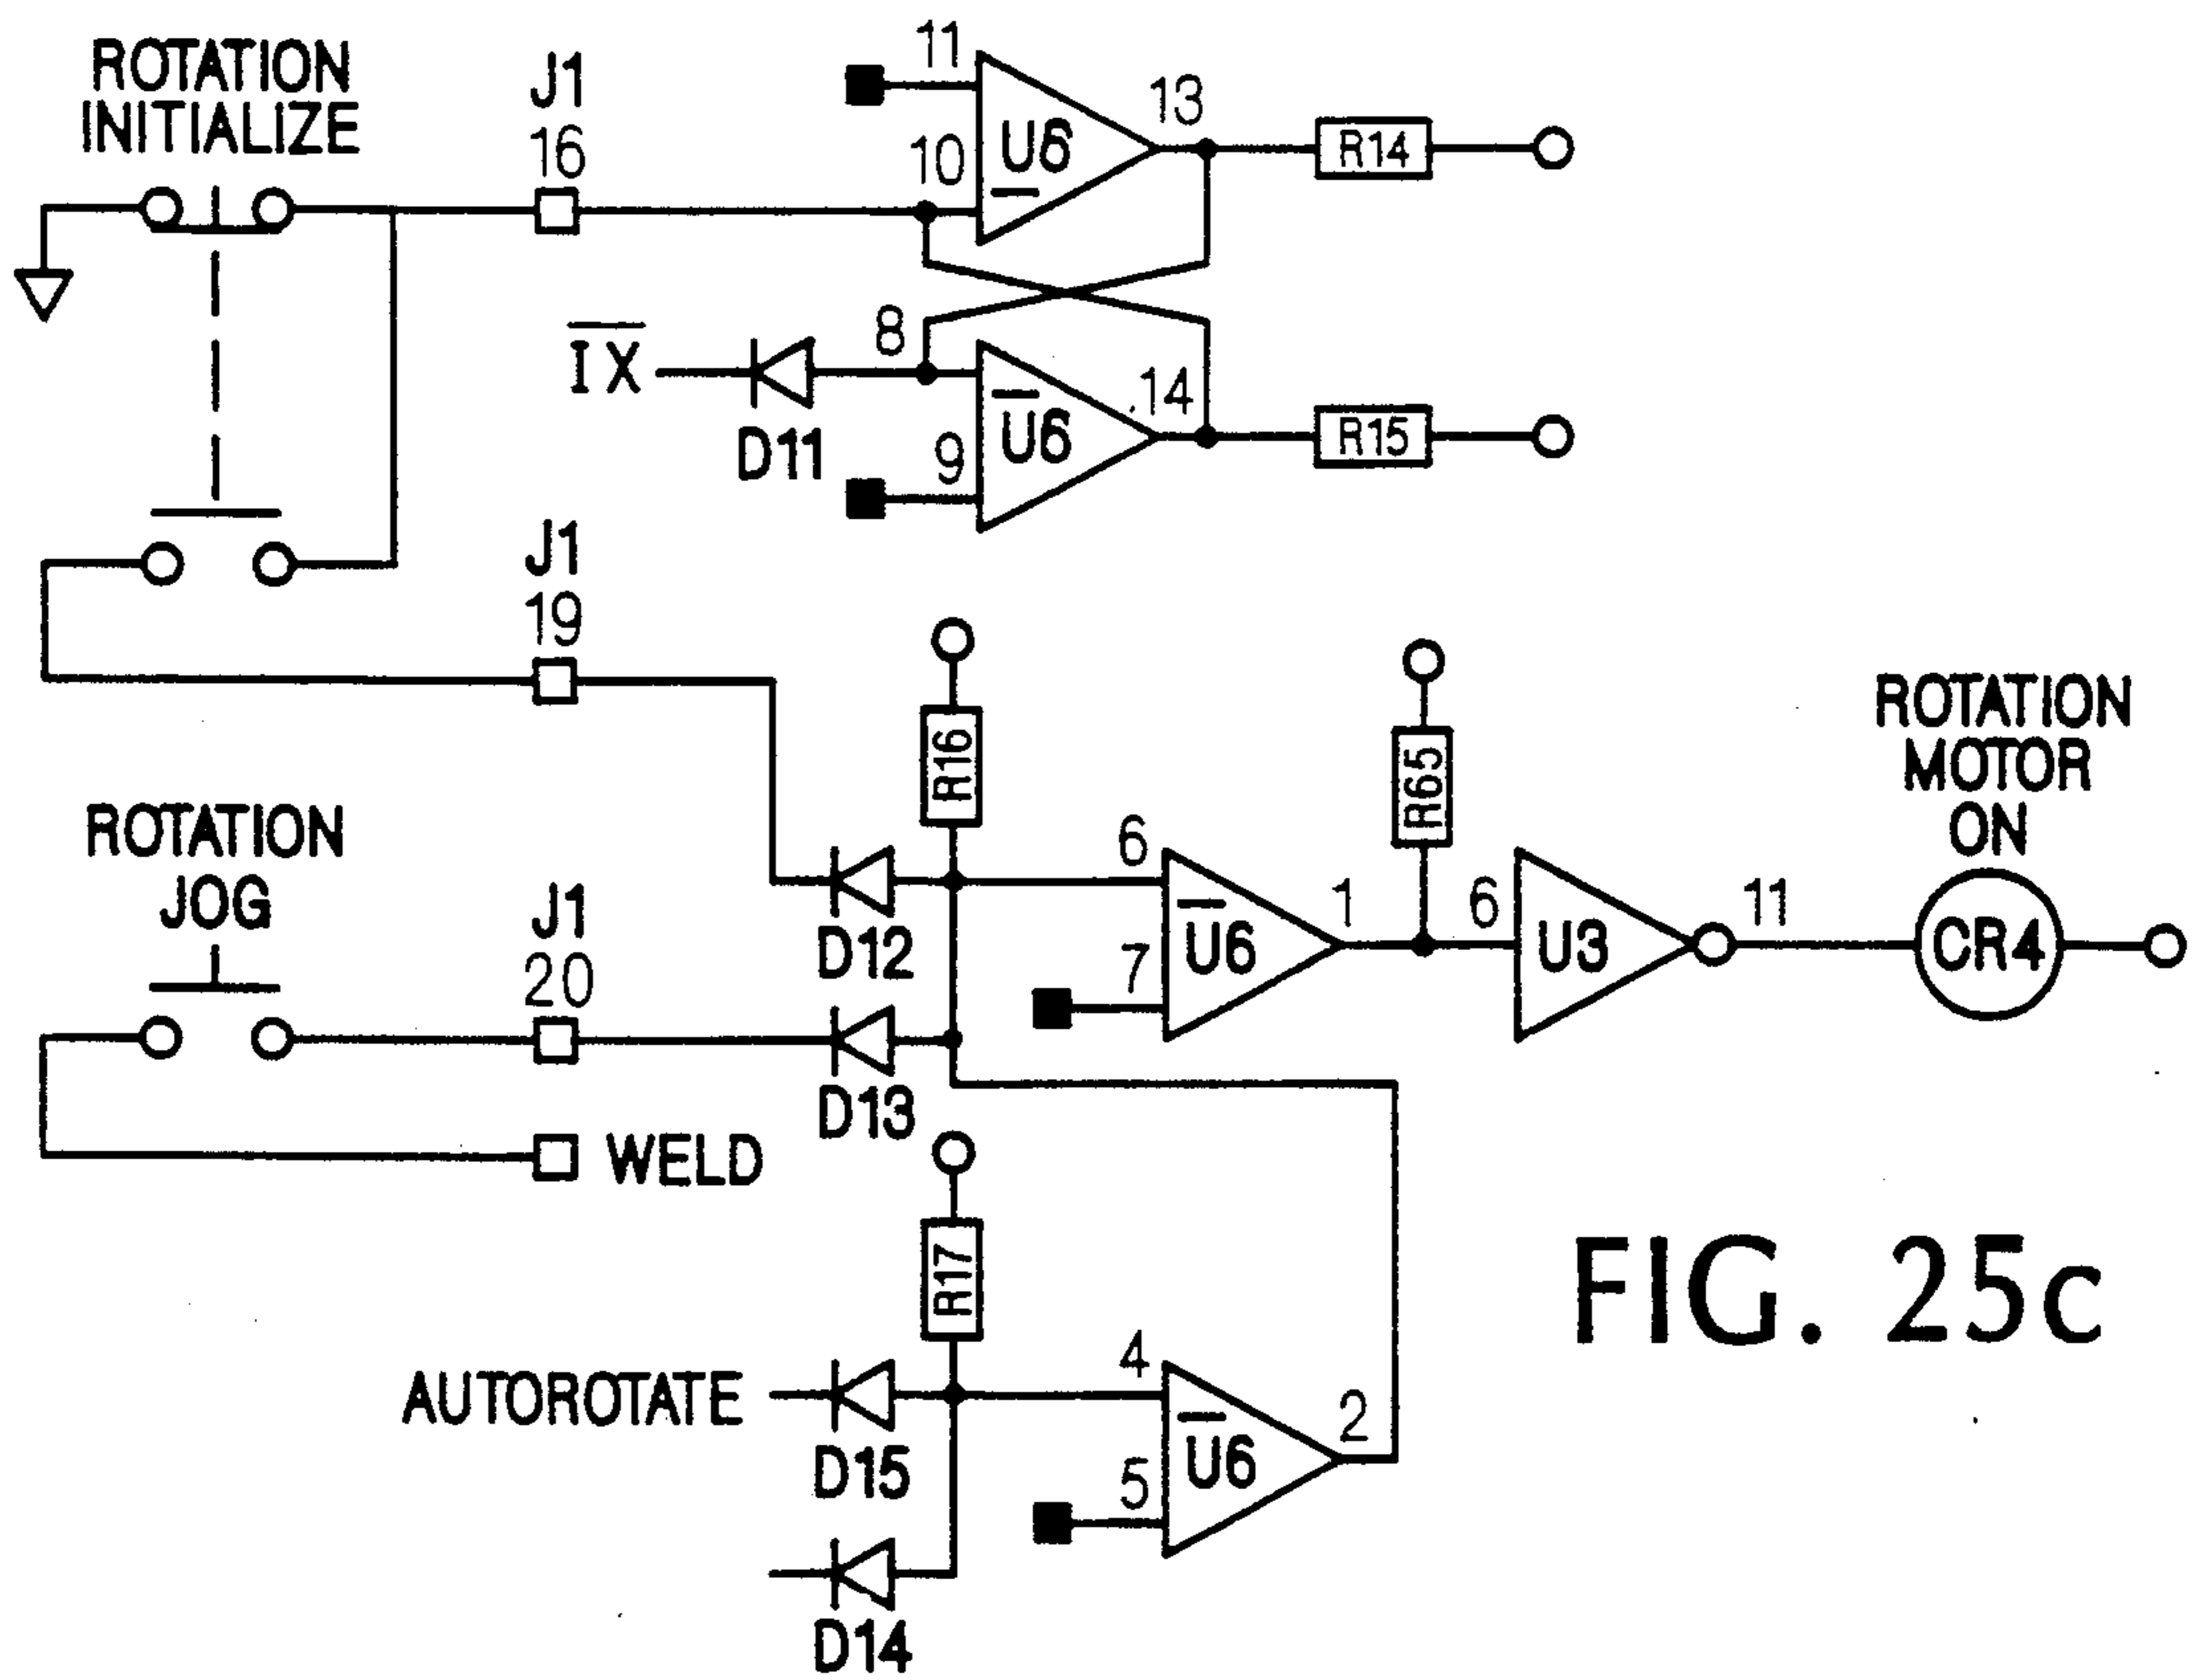 ROTATION
INITIALIZE
J1
16
11
10
U6
13
R14
IX
D11
8
9
U6
14
R15
J1
19
R16
R65
ROTATION
MOTOR
ON
ROTATION
JOG
J1
20
D12
D13
6
7
U6
1
6
U3
11
CR4
WELD
R17
AUTOROTATE
D15
D14
4
5
U6
2
FIG. 25c